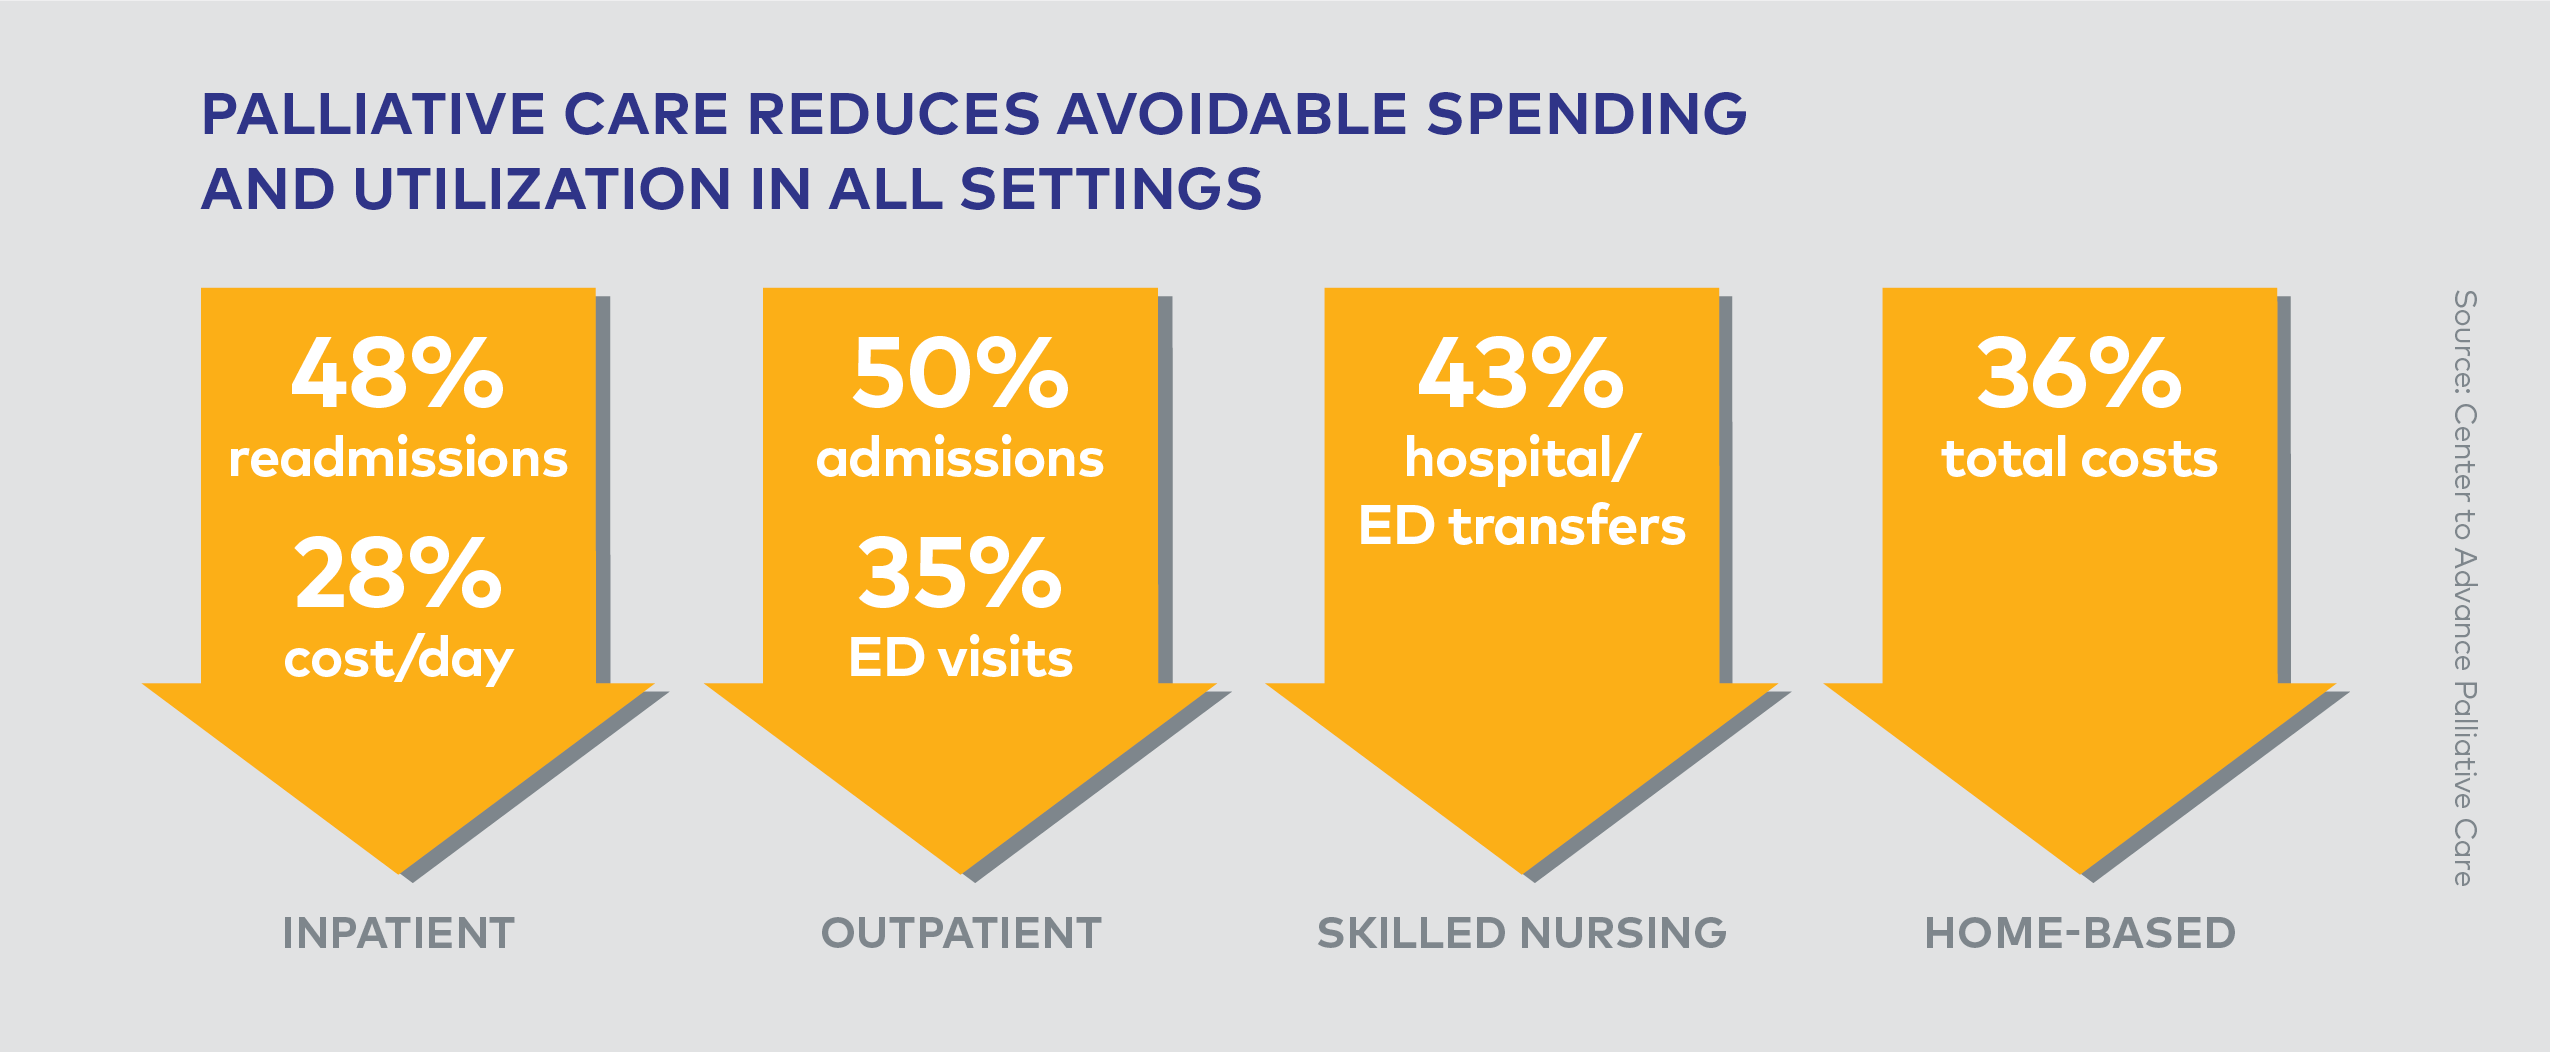 PALLIATIVE CARE REDUCES AVOIDABLE SPENDING
AND UTILIZATION IN ALL SETTINGS
48%
readmissions
28%
cost/day
INPATIENT
50%
admissions
35%
ED visits
OUTPATIENT
43%
hospital/
ED transfers
SKILLED NURSING
36%
total costs
HOME-BASED
Source: Center to Advance Palliative Care